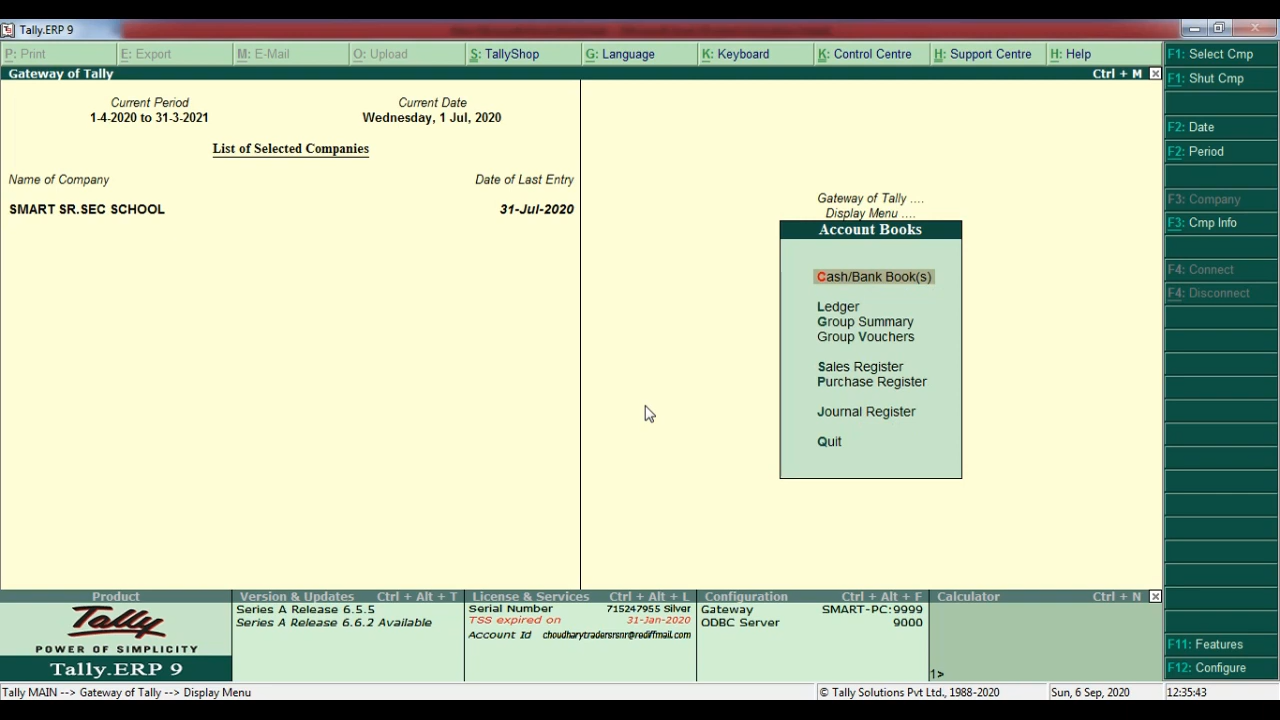 Tally.ERP 9
P: Print E: Export M: E-Mail O: Upload S: TallyShop G: Language K: Keyboard K: Control Centre H: Support Centre H: Help
Gateway of Tally Ctrl + M
Current Period Current Date
1-4-2020 to 31-3-2021 Wednesday, 1 Jul, 2020
List of Selected Companies
Name of Company Date of Last Entry
SMART SR.SEC SCHOOL 31-Jul-2020
Gateway of Tally ....
Display Menu ....
Account Books
Cash/Bank Book(s)
Ledger
Group Summary
Group Vouchers
Sales Register
Purchase Register
Journal Register
Quit
F1: Select Cmp
F1: Shut Cmp
F2: Date
F2: Period
F3: Company
F3: Cmp Info
F4: Connect
F4: Disconnect
F11: Features
F12: Configure
Product
Tally
POWER OF SIMPLICITY
Tally.ERP 9
Version & Updates Ctrl + Alt + T
Series A Release 6.5.5
Series A Release 6.6.2 Available
License & Services Ctrl + Alt + L
Serial Number 715247955 Silver
TSS expired on 31-Jan-2020
Account Id choudharytradersrsnr@rediffmail.com
Configuration Ctrl + Alt + F
Gateway SMART-PC:9999
ODBC Server 9000
Calculator Ctrl + N
1>
Tally MAIN --> Gateway of Tally --> Display Menu © Tally Solutions Pvt Ltd., 1988-2020 Sun, 6 Sep, 2020 12:35:43